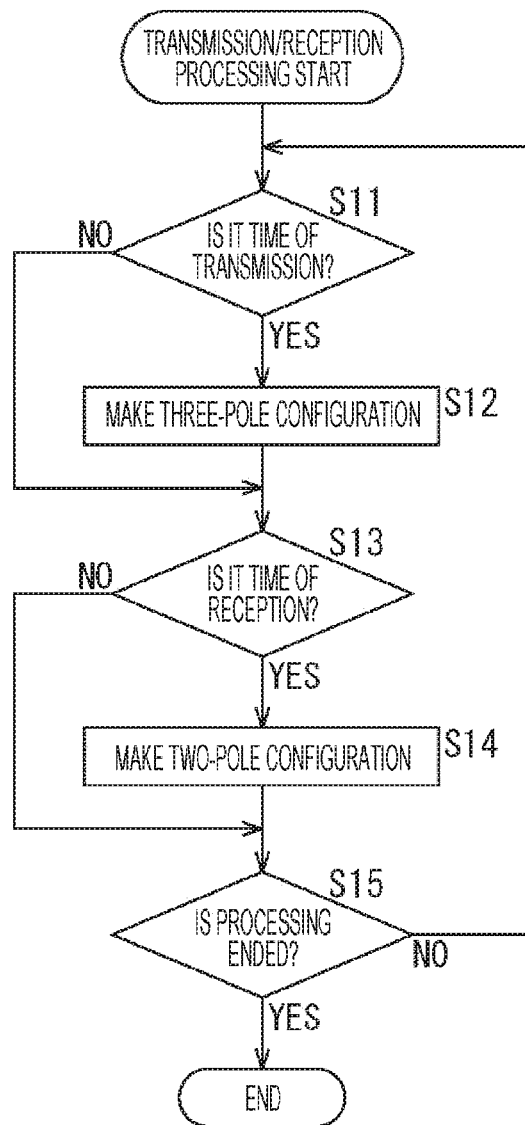 TRANSMISSION/RECEPTION
PROCESSING START
S11
NO
IS IT TIME OF
TRANSMISSION?
YES
MAKE THREE-POLE CONFIGURATION
S12
S13
NO
IS IT TIME OF
RECEPTION?
YES
MAKE TWO-POLE CONFIGURATION
S14
S15
IS PROCESSING
ENDED?
NO
YES
END